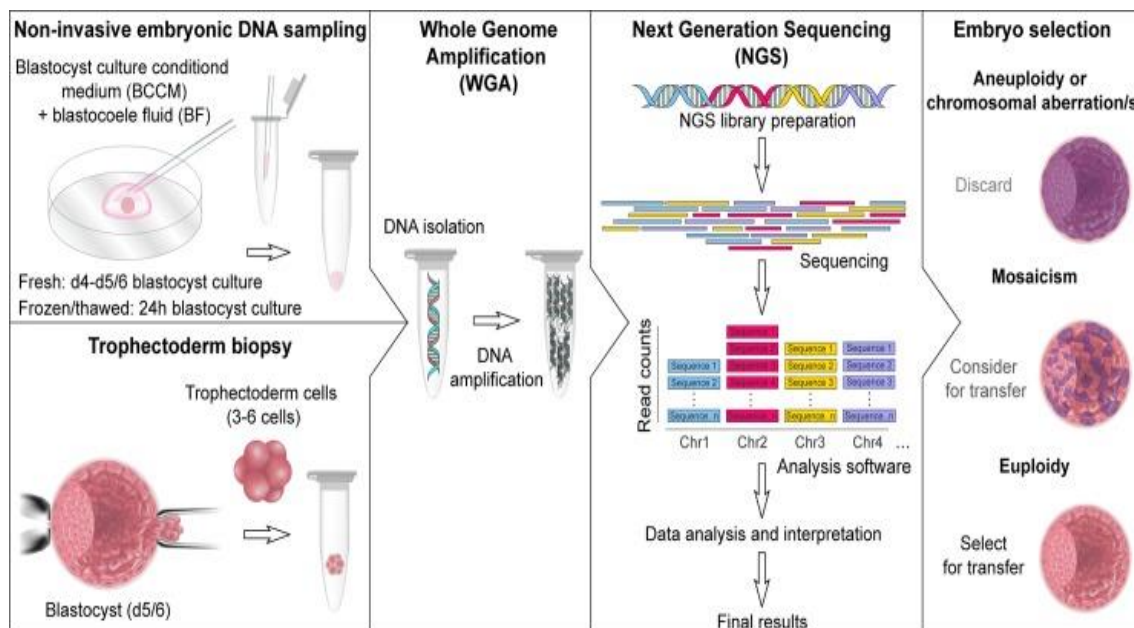 Non-invasive embryonic DNA sampling
Blastocyst culture conditiond
medium (BCCM)
+ blastocoele fluid (BF)
Fresh: d4-d5/6 blastocyst culture
Frozen/thawed: 24h blastocyst culture
Trophectoderm biopsy
Trophectoderm cells
(3-6 cells)
Blastocyst (d5/6)
Whole Genome
Amplification
(WGA)
DNA isolation
DNA
amplification
Next Generation Sequencing
(NGS)
NGS library preparation
Sequencing
Read counts
Sequence 1
Sequence 1 Sequence 2 Sequence 1 Sequence 1
Sequence 2 Sequence 3 Sequence 2 Sequence 2
Sequence 4 Sequence 3 Sequence 3
Sequence n Sequence n Sequence n Sequence n
Chr1 Chr2 Chr3 Chr4 ...
Analysis software
Data analysis and interpretation
Final results
Embryo selection
Aneuploidy or
chromosomal aberration/s
Discard
Mosaicism
Consider
for transfer
Euploidy
Select
for transfer